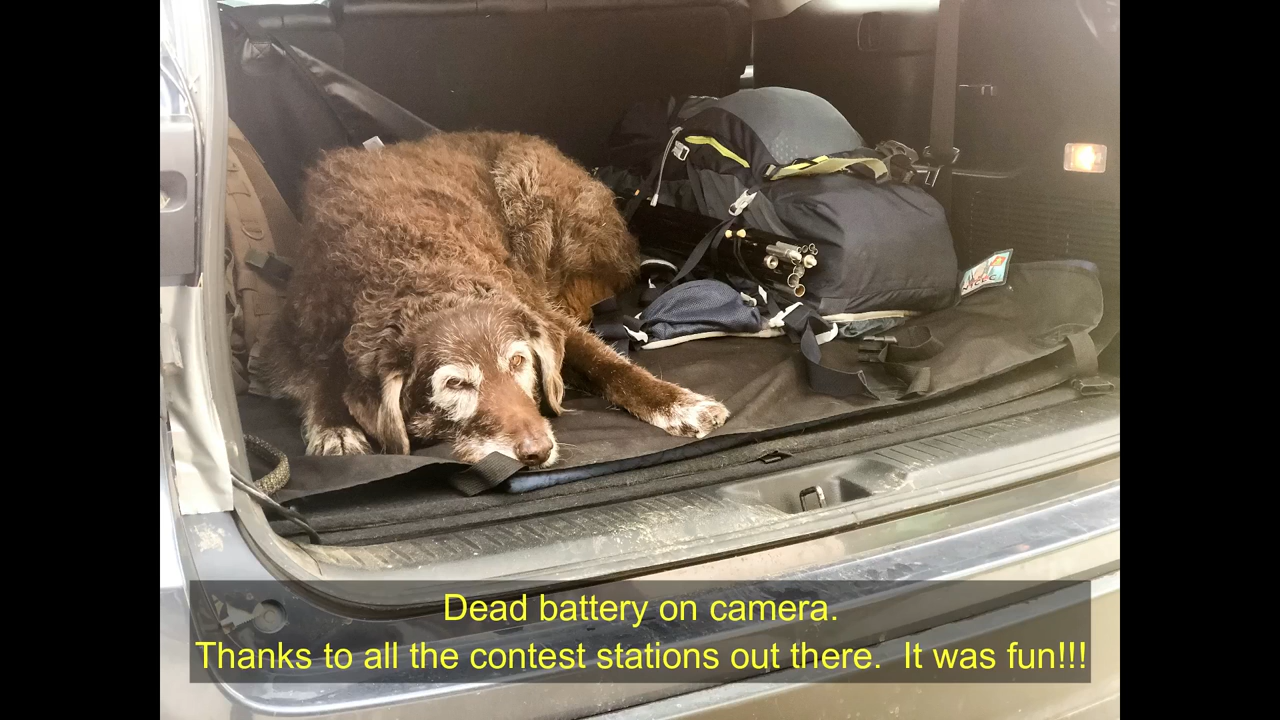 Dead battery on camera.
Thanks to all the contest stations out there.  It was fun!!!